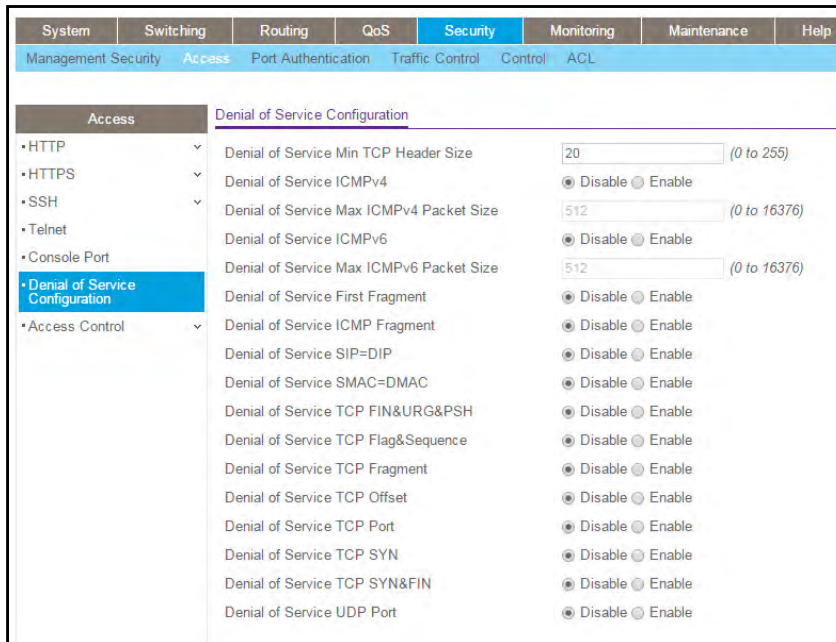 System Switching Routing QoS Security Monitoring Maintenance Help
Management Security Access Port Authentication Traffic Control Control ACL
Access
• HTTP
• HTTPS
• SSH
• Telnet
• Console Port
• Denial of Service
Configuration
• Access Control
Denial of Service Configuration
Denial of Service Min TCP Header Size 20 (0 to 255)
Denial of Service ICMPv4 Disable Enable
Denial of Service Max ICMPv4 Packet Size 512 (0 to 16376)
Denial of Service ICMPv6 Disable Enable
Denial of Service Max ICMPv6 Packet Size 512 (0 to 16376)
Denial of Service First Fragment Disable Enable
Denial of Service ICMP Fragment Disable Enable
Denial of Service SIP=DIP Disable Enable
Denial of Service SMAC=DMAC Disable Enable
Denial of Service TCP FIN&URG&PSH Disable Enable
Denial of Service TCP Flag&Sequence Disable Enable
Denial of Service TCP Fragment Disable Enable
Denial of Service TCP Offset Disable Enable
Denial of Service TCP Port Disable Enable
Denial of Service TCP SYN Disable Enable
Denial of Service TCP SYN&FIN Disable Enable
Denial of Service UDP Port Disable Enable